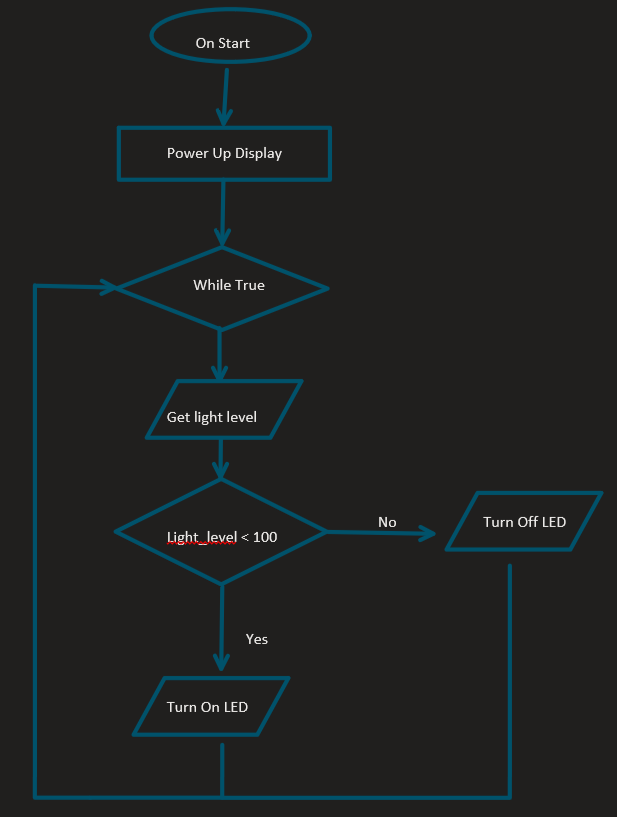 On Start
Power Up Display
While True
Get light level
Light_level < 100
No
Turn Off LED
Yes
Turn On LED